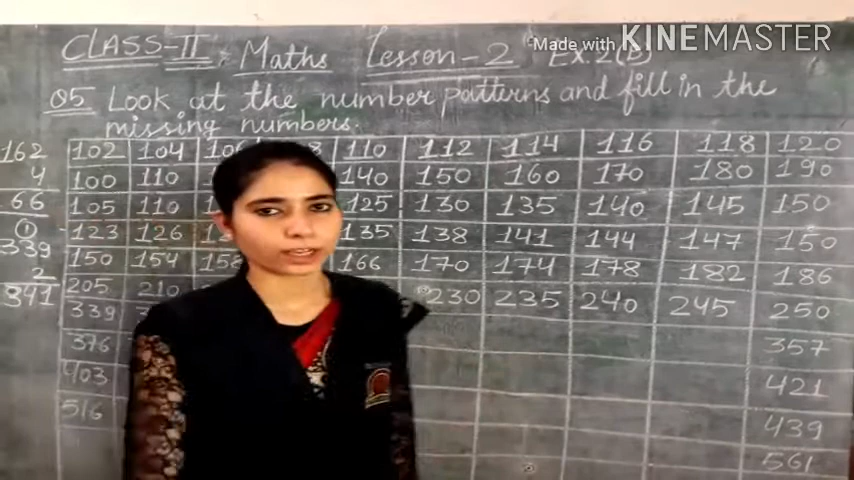 Made with KINEMASTER
CLASS-II Maths Lesson-2 Ex.2(B)
Q5 Look at the number patterns and fill in the
missing numbers.
162
4
66
1
339
2
341
102 104 110 112 114 116 118 120
100 110 140 150 160 170 180 190
105 110 125 130 135 140 145 150
123 126 135 138 141 144 147 150
150 154 158 166 170 174 178 182 186
205 210 230 235 240 245 250
339 357
376 421
403 439
516 561